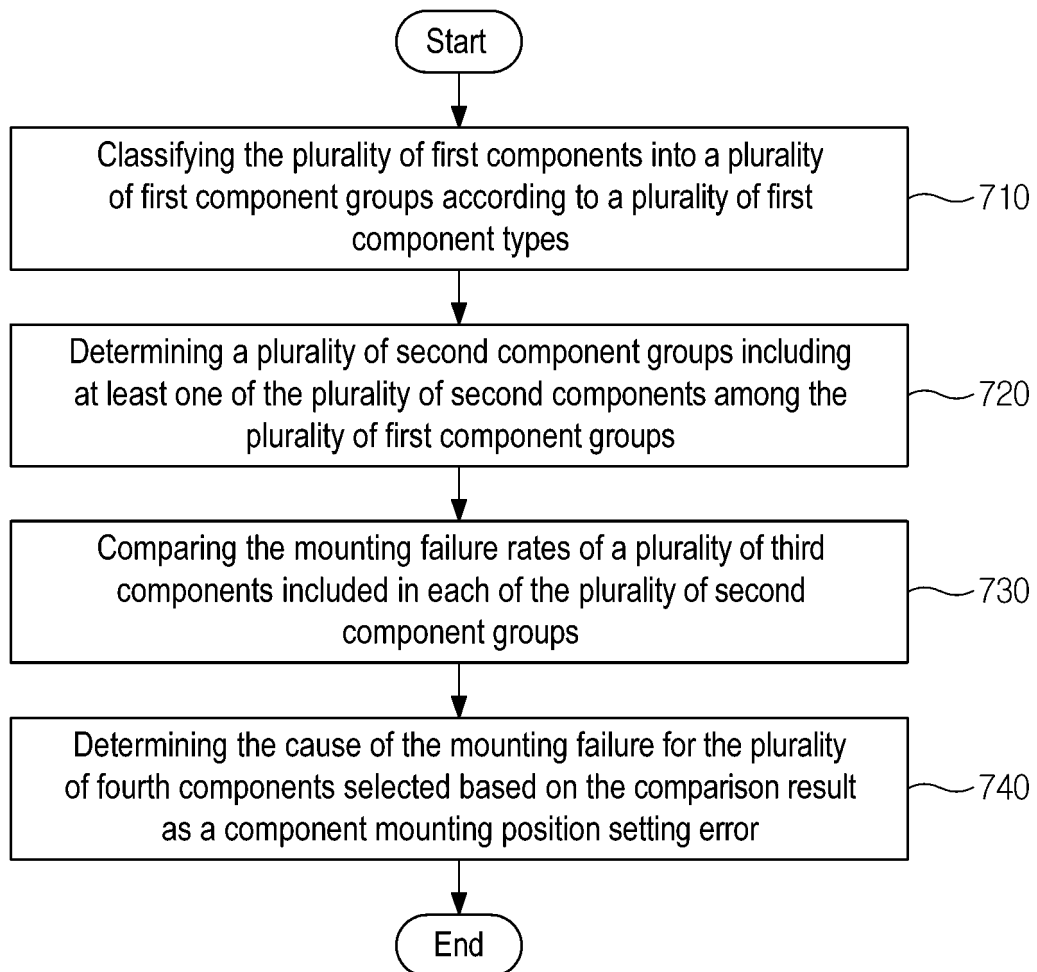 Start
Classifying the plurality of first components into a plurality
of first component groups according to a plurality of first
component types
710
Determining a plurality of second component groups including
at least one of the plurality of second components among the
plurality of first component groups
720
Comparing the mounting failure rates of a plurality of third
components included in each of the plurality of second
component groups
730
Determining the cause of the mounting failure for the plurality
of fourth components selected based on the comparison result
as a component mounting position setting error
740
End